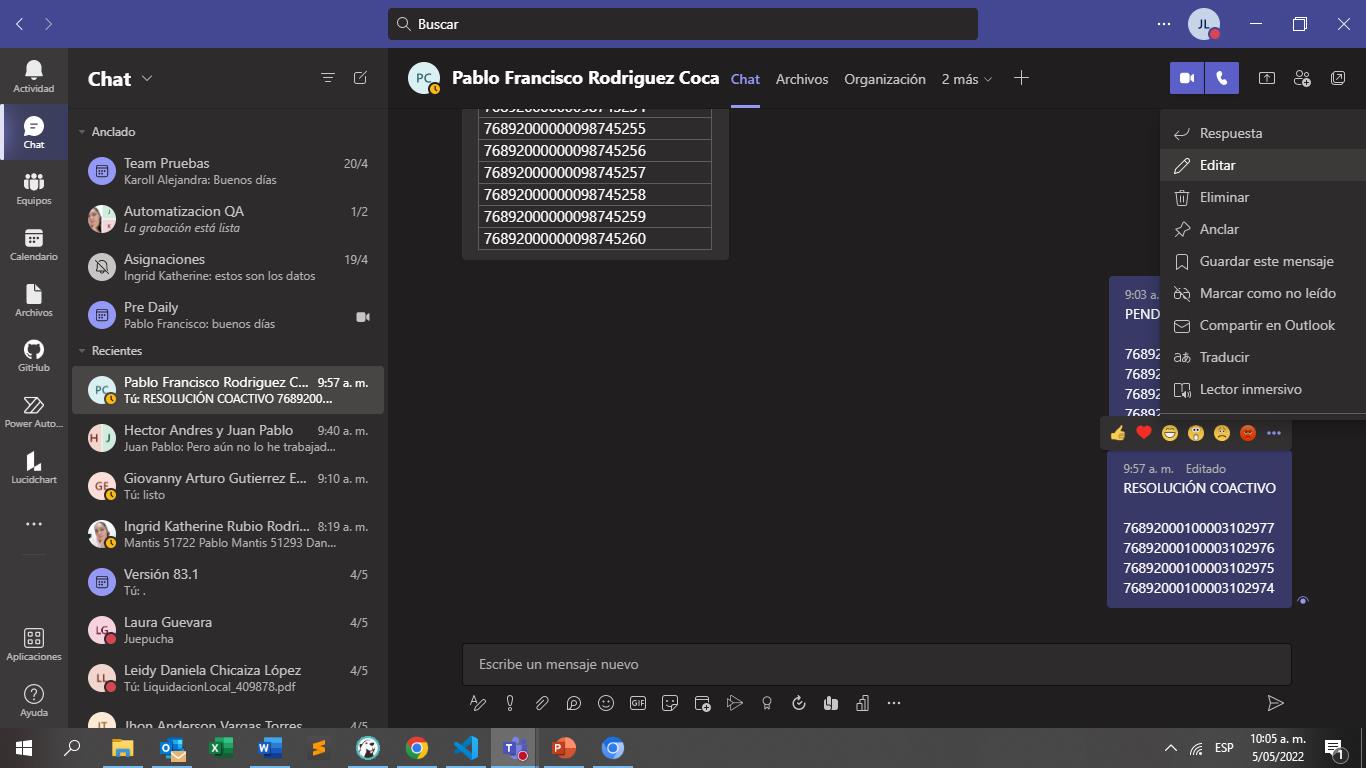 Buscar
JL
Actividad
Chat
Equipos
Calendario
Archivos
GitHub
Power Auto...
Lucidchart
Aplicaciones
Ayuda
Chat
Anclado
Team Pruebas 20/4
Karoll Alejandra: Buenos días
Automatizacion QA 1/2
La grabación está lista
Asignaciones 19/4
Ingrid Katherine: estos son los datos
Pre Daily
Pablo Francisco: buenos días
Recientes
PC
Pablo Francisco Rodriguez C... 9:57 a. m.
Tú: RESOLUCIÓN COACTIVO 7689200...
H J
Hector Andres y Juan Pablo 9:40 a. m.
Juan Pablo: Pero aún no lo he trabajad...
GE
Giovanny Arturo Gutierrez E... 9:10 a. m.
Tú: listo
Ingrid Katherine Rubio Rodri... 8:19 a. m.
Mantis 51722 Pablo Mantis 51293 Dan...
Versión 83.1 4/5
Tú: .
LG
Laura Guevara 4/5
Juepucha
LL
Leidy Daniela Chicaiza López 4/5
Tú: LiquidacionLocal_409878.pdf
JT
Jhon Anderson Vargas Torres 4/5
PC
Pablo Francisco Rodriguez Coca Chat Archivos Organización 2 más
76892000000098745254
76892000000098745255
76892000000098745256
76892000000098745257
76892000000098745258
76892000000098745259
76892000000098745260
9:03 a.
PEND
76892
76892
76892
76892
Respuesta
Editar
Eliminar
Anclar
Guardar este mensaje
Marcar como no leído
Compartir en Outlook
Traducir
Lector inmersivo
9:57 a. m. Editado
RESOLUCIÓN COACTIVO
76892000100003102977
76892000100003102976
76892000100003102975
76892000100003102974
Escribe un mensaje nuevo
GIF
ESP
10:05 a. m.
5/05/2022
1